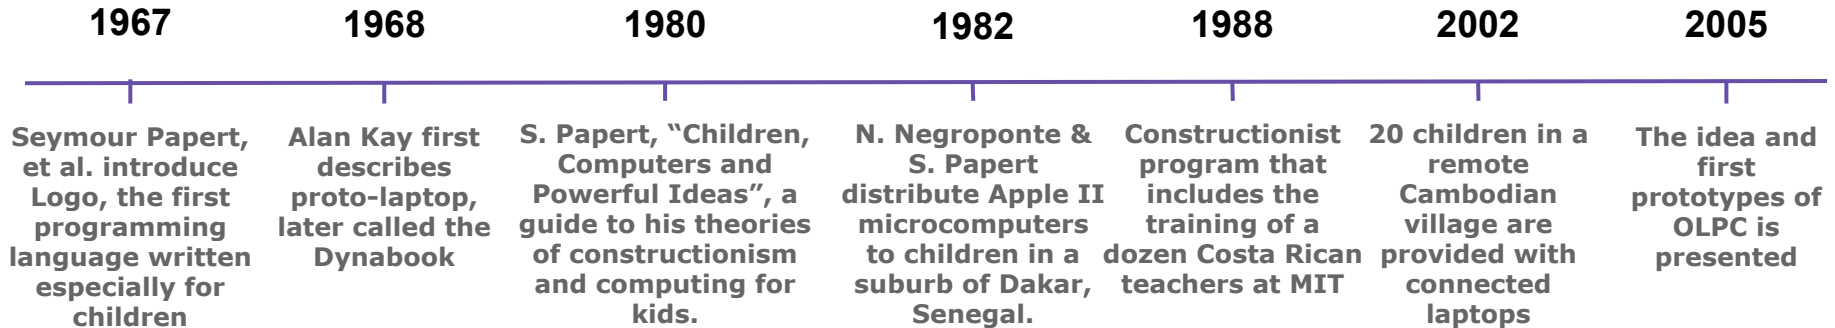 1967
Seymour Papert,
et al. introduce
Logo, the first
programming
language written
especially for
children
1968
Alan Kay first
describes
proto-laptop,
later called the
Dynabook
1980
S. Papert, “Children,
Computers and
Powerful Ideas”, a
guide to his theories
of constructionism
and computing for
kids.
1982
N. Negroponte &
S. Papert
distribute Apple II
microcomputers
to children in a
suburb of Dakar,
Senegal.
1988
Constructionist
program that
includes the
training of a
dozen Costa Rican
teachers at MIT
2002
20 children in a
remote
Cambodian
village are
provided with
connected
laptops
2005
The idea and
first
prototypes of
OLPC is
presented